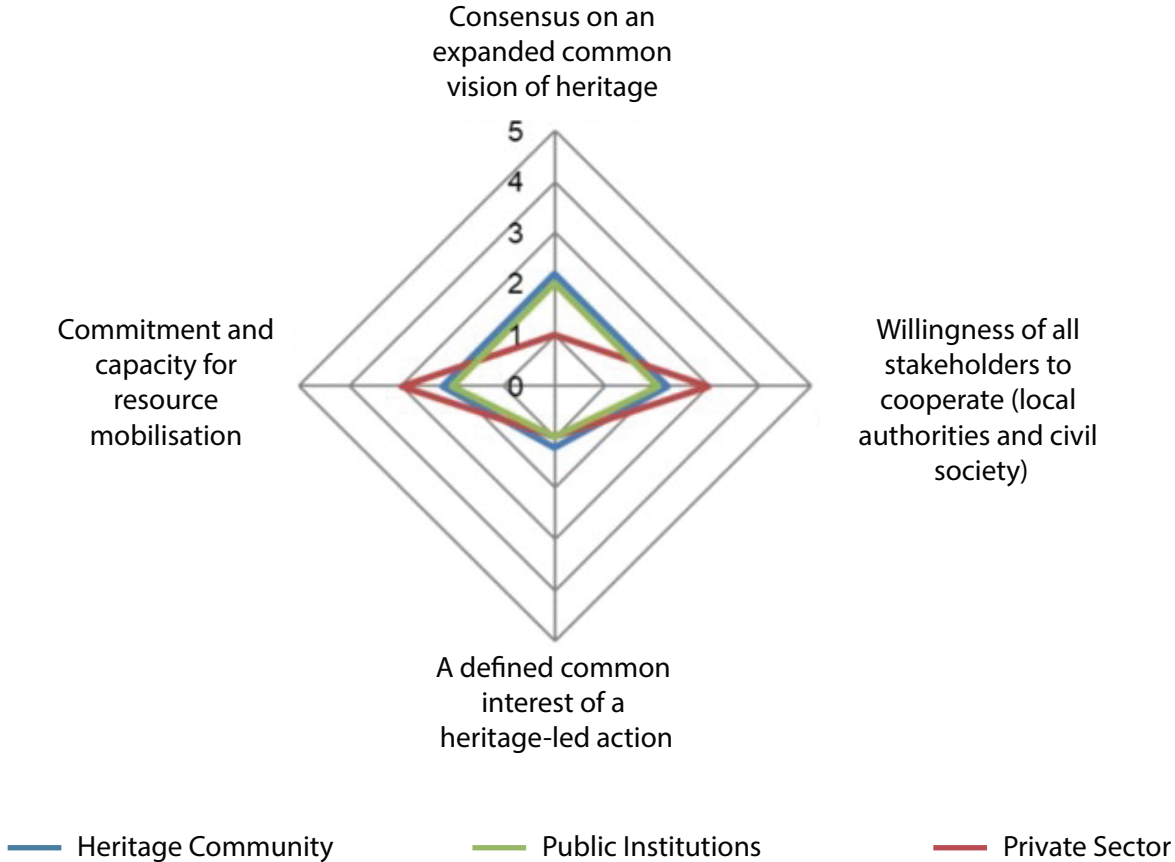 Consensus on an
expanded common
vision of heritage
5
4
3
2
1
0
Commitment and
capacity for
resource
mobilisation
Willingness of all
stakeholders to
cooperate (local
authorities and civil
society)
A defined common
interest of a
heritage-led action
Heritage Community
Public Institutions
Private Sector